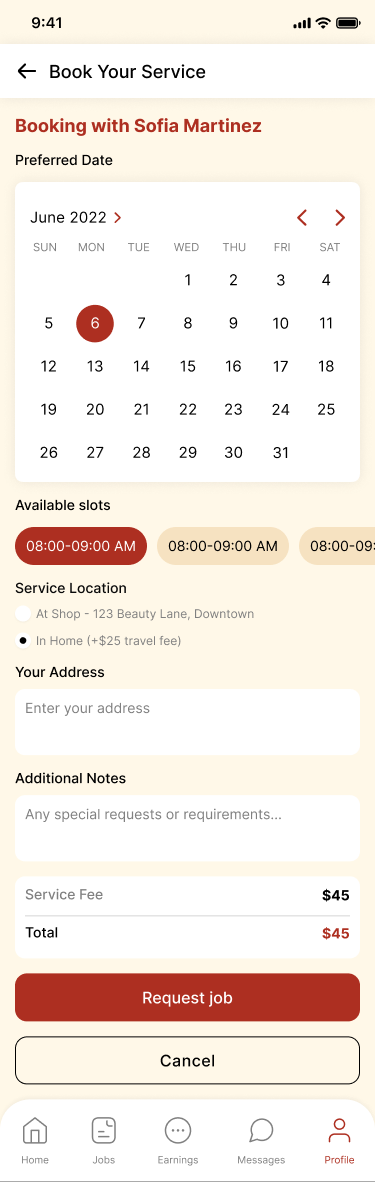 9:41
Book Your Service
Booking with Sofia Martinez
Preferred Date
June 2022
SUN MON TUE WED THU FRI SAT
1 2 3 4
5 6 7 8 9 10 11
12 13 14 15 16 17 18
19 20 21 22 23 24 25
26 27 28 29 30 31
Available slots
08:00-09:00 AM 08:00-09:00 AM 08:00-09:
Service Location
At Shop - 123 Beauty Lane, Downtown
In Home (+$25 travel fee)
Your Address
Enter your address
Additional Notes
Any special requests or requirements...
Service Fee $45
Total $45
Request job
Cancel
Home Jobs Earnings Messages Profile